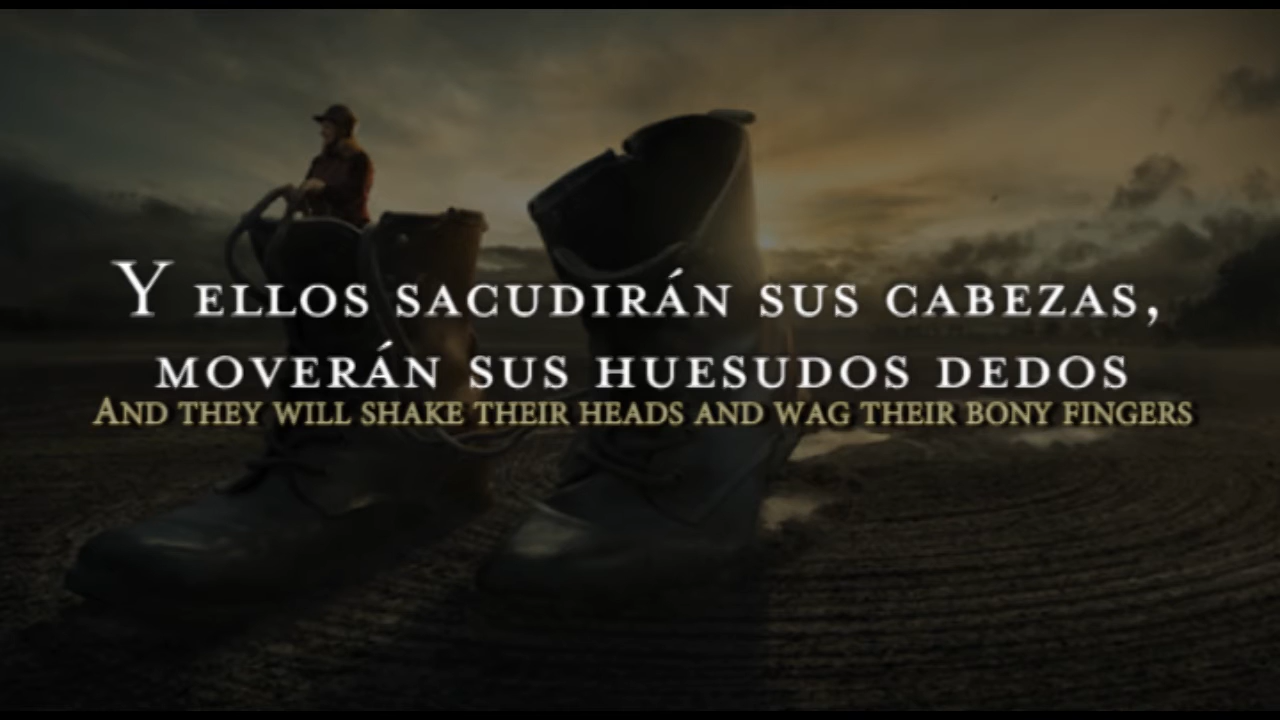 Y ELLOS SACUDIRÁN SUS CABEZAS,
MOVERÁN SUS HUESUDOS DEDOS
AND THEY WILL SHAKE THEIR HEADS AND WAG THEIR BONY FINGERS